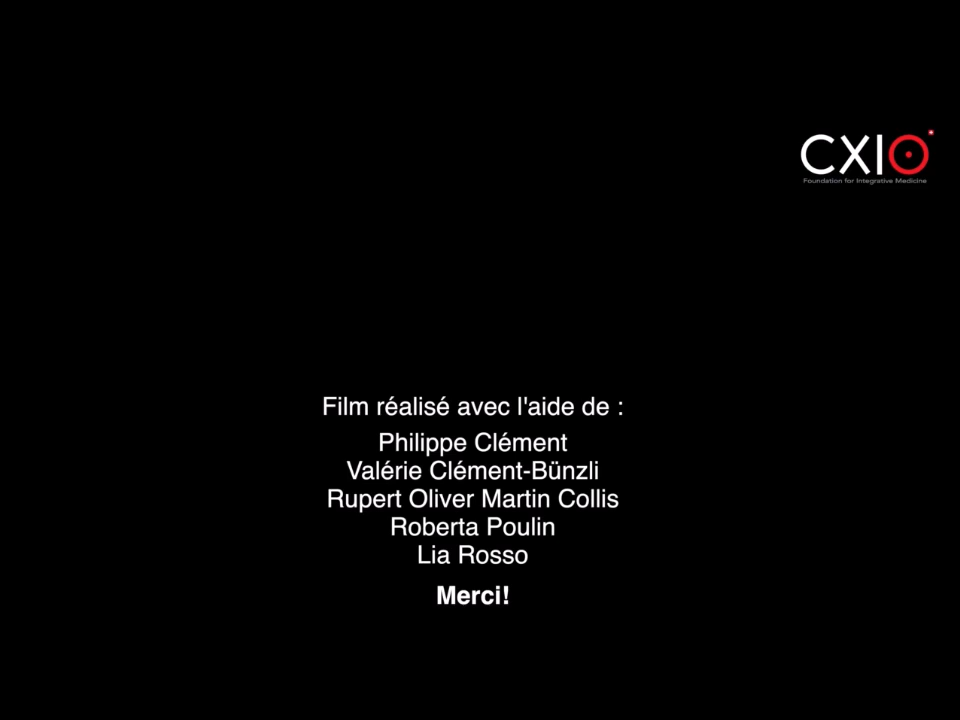 CXIO
Foundation for Integrative Medicine
Film réalisé avec l'aide de :
Philippe Clément
Valérie Clément-Bünzli
Rupert Oliver Martin Collis
Roberta Poulin
Lia Rosso
Merci!